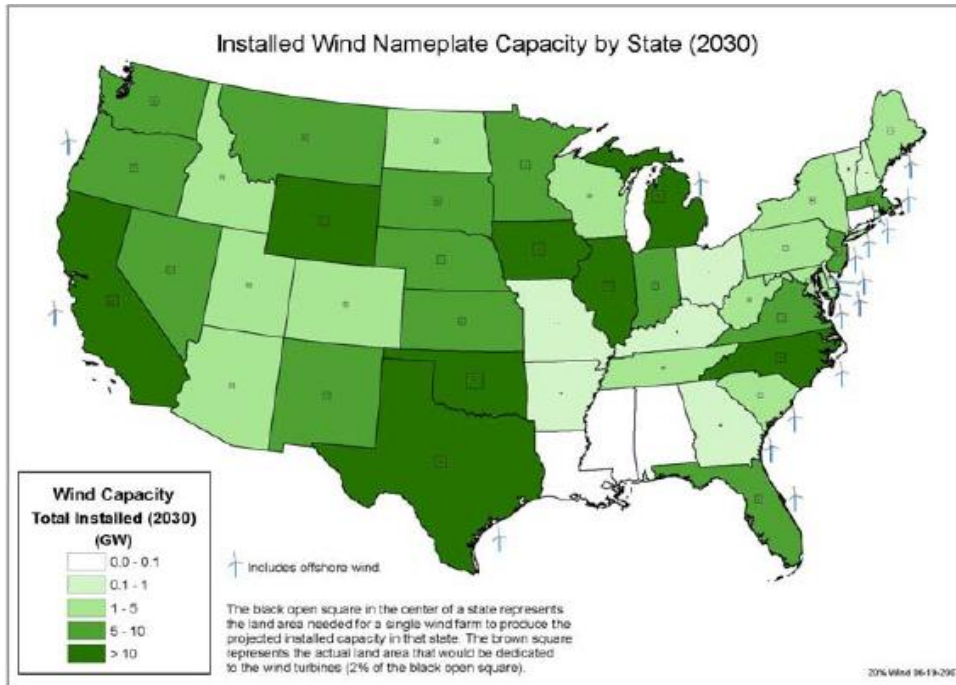 Installed Wind Nameplate Capacity by State (2030)
Wind Capacity
Total Installed (2030)
(GW)
0.0 - 0.1
0.1 - 1
1 - 5
5 - 10
> 10
Includes offshore wind.
The black open square in the center of a state represents
the land area needed for a single wind farm to produce the
projected installed capacity in that state. The brown square
represents the actual land area that would be dedicated
to the wind turbines (2% of the black open square).
20% Wind 06-19-200